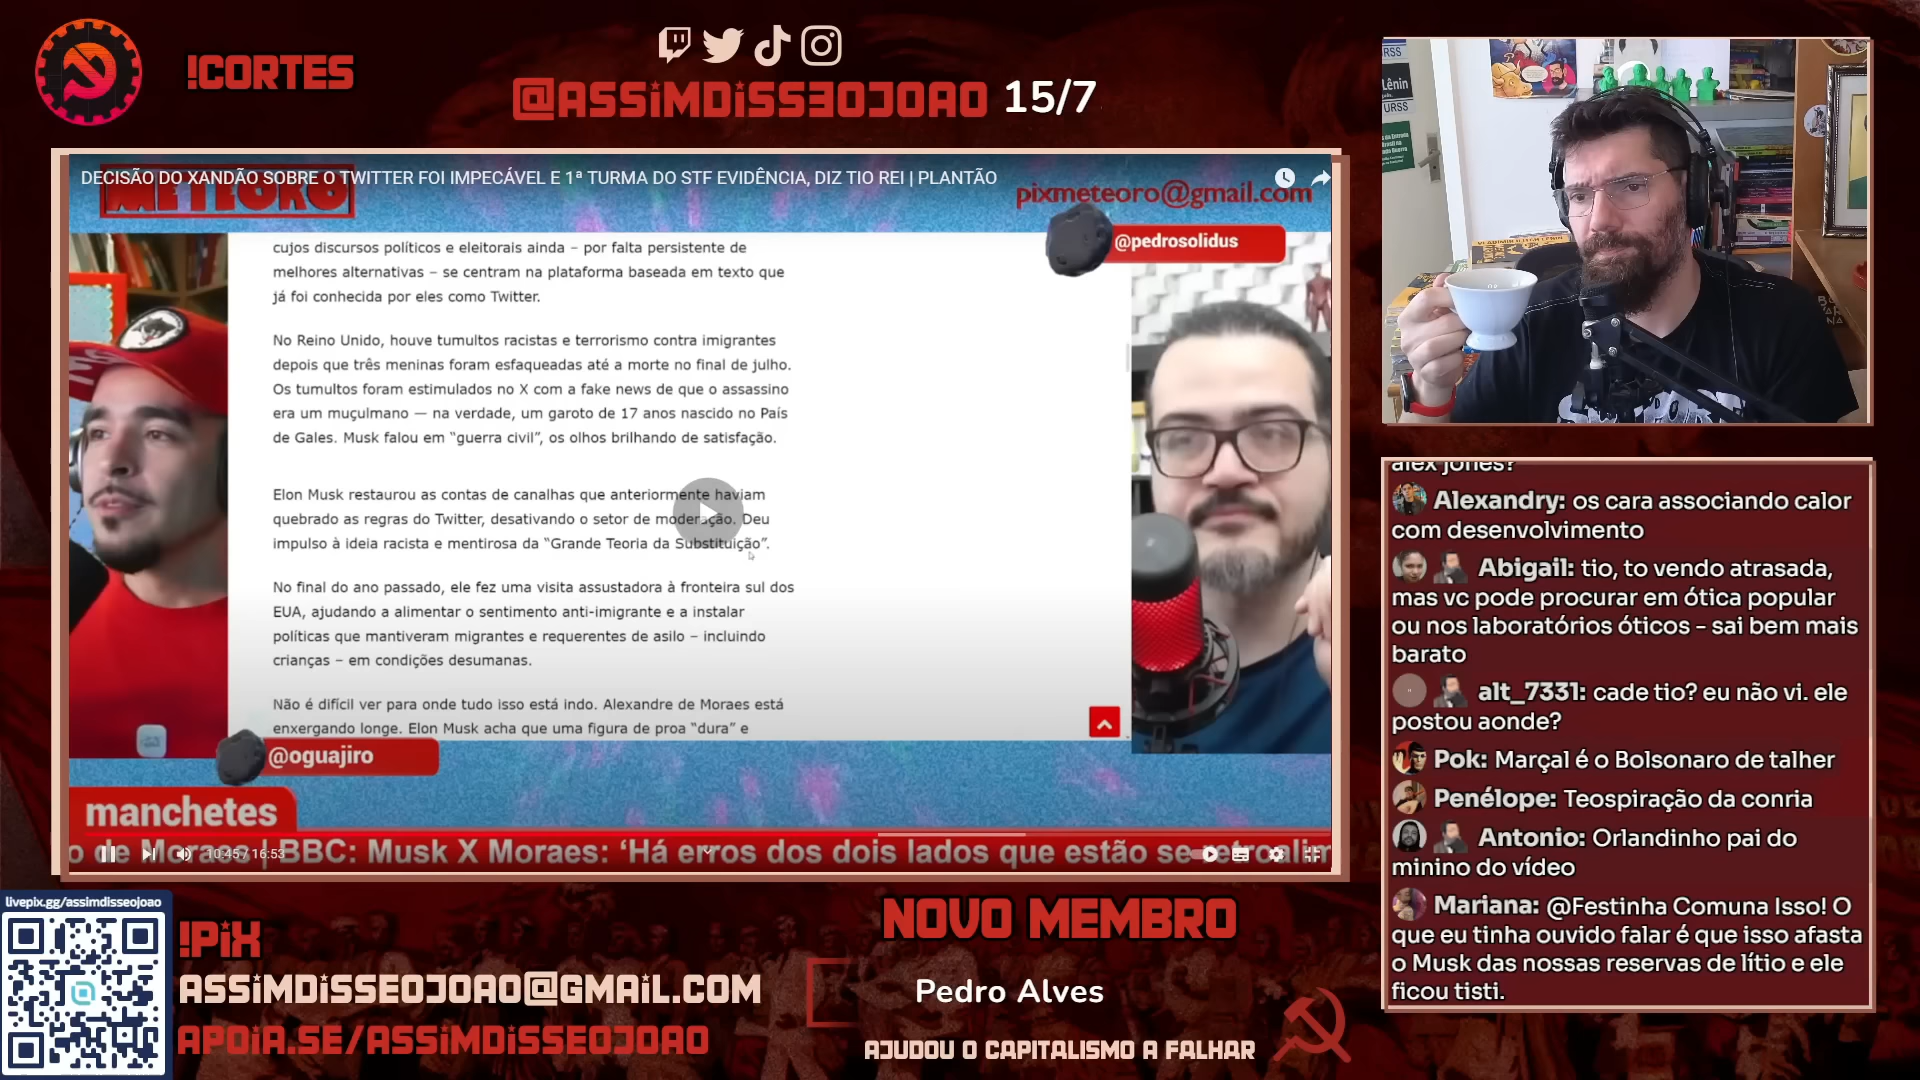 !CORTES
@ASSIMDISSEOJOAO 15/7
METEORO
DECISÃO DO XANDÃO SOBRE O TWITTER FOI IMPECÁVEL E 1ª TURMA DO STF EVIDÊNCIA, DIZ TIO REI | PLANTÃO
pixmeteoro@gmail.com
@pedrosolidus
cujos discursos políticos e eleitorais ainda – por falta persistente de
melhores alternativas – se centram na plataforma baseada em texto que
já foi conhecida por eles como Twitter.
No Reino Unido, houve tumultos racistas e terrorismo contra imigrantes
depois que três meninas foram esfaqueadas até a morte no final de julho.
Os tumultos foram estimulados no X com a fake news de que o assassino
era um muçulmano — na verdade, um garoto de 17 anos nascido no País
de Gales. Musk falou em “guerra civil”, os olhos brilhando de satisfação.
Elon Musk restaurou as contas de canalhas que anteriormente haviam
quebrado as regras do Twitter, desativando o setor de moderação. Deu
impulso à ideia racista e mentirosa da “Grande Teoria da Substituição”.
No final do ano passado, ele fez uma visita assustadora à fronteira sul dos
EUA, ajudando a alimentar o sentimento anti-imigrante e a instalar
políticas que mantiveram migrantes e requerentes de asilo – incluindo
crianças – em condições desumanas.
Não é difícil ver para onde tudo isso está indo. Alexandre de Moraes está
enxergando longe. Elon Musk acha que uma figura de proa “dura” e
@oguajiro
manchetes
o de Mora BBC: Musk X Moraes: ‘Há erros dos dois lados que estão se retroalim
10:45 / 16:53
URSS
Lênin
URSS
alex jones?
Alexandry: os cara associando calor
com desenvolvimento
Abigail: tio, to vendo atrasada,
mas vc pode procurar em ótica popular
ou nos laboratórios óticos - sai bem mais
barato
alt_7331: cade tio? eu não vi. ele
postou aonde?
Pok: Marçal é o Bolsonaro de talher
Penélope: Teospiração da conria
Antonio: Orlandinho pai do
minino do vídeo
Mariana: @Festinha Comuna Isso! O
que eu tinha ouvido falar é que isso afasta
o Musk das nossas reservas de lítio e ele
ficou tisti.
livepix.gg/assimdisseojoao
!PIX
ASSIMDISSEOJOAO@GMAIL.COM
APOIA.SE/ASSIMDISSEOJOAO
NOVO MEMBRO
Pedro Alves
AJUDOU O CAPITALISMO A FALHAR